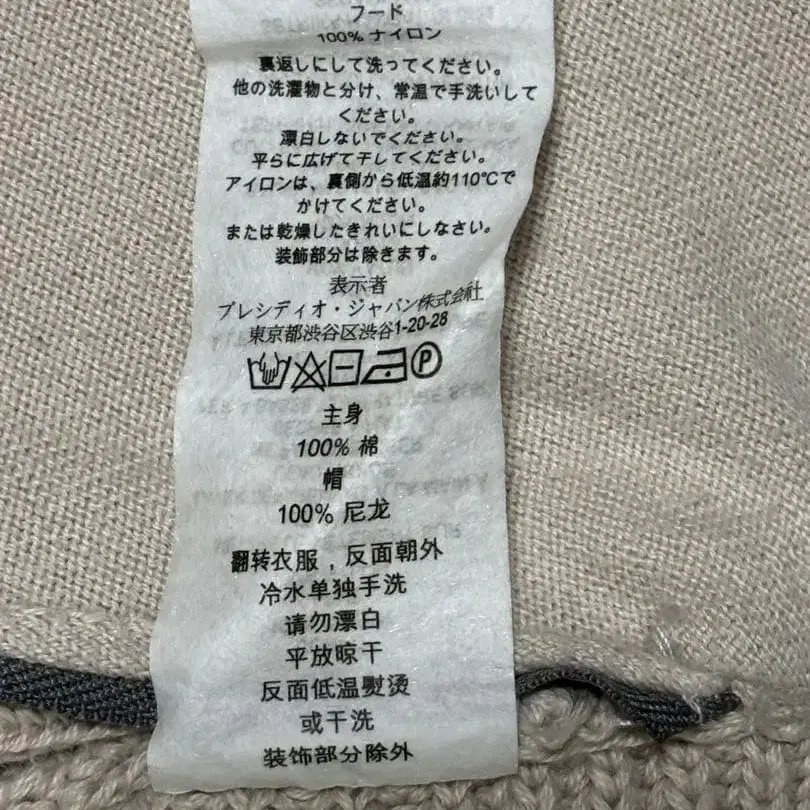 フード
100% ナイロン
裏返しにして洗ってください。
他の洗濯物と分け、常温で手洗いして
ください。
漂白しないでください。
平らに広げて干してください。
アイロンは、裏側から低温約110℃で
かけてください。
または乾燥したきれいにしなさい。
装飾部分は除きます。
表示者
プレシディオ・ジャパン株式会社
東京都渋谷区渋谷1-20-28
P
主身
100% 棉
帽
100% 尼龙
翻转衣服，反面朝外
冷水单独手洗
请勿漂白
平放晾干
反面低温熨烫
或干洗
装饰部分除外